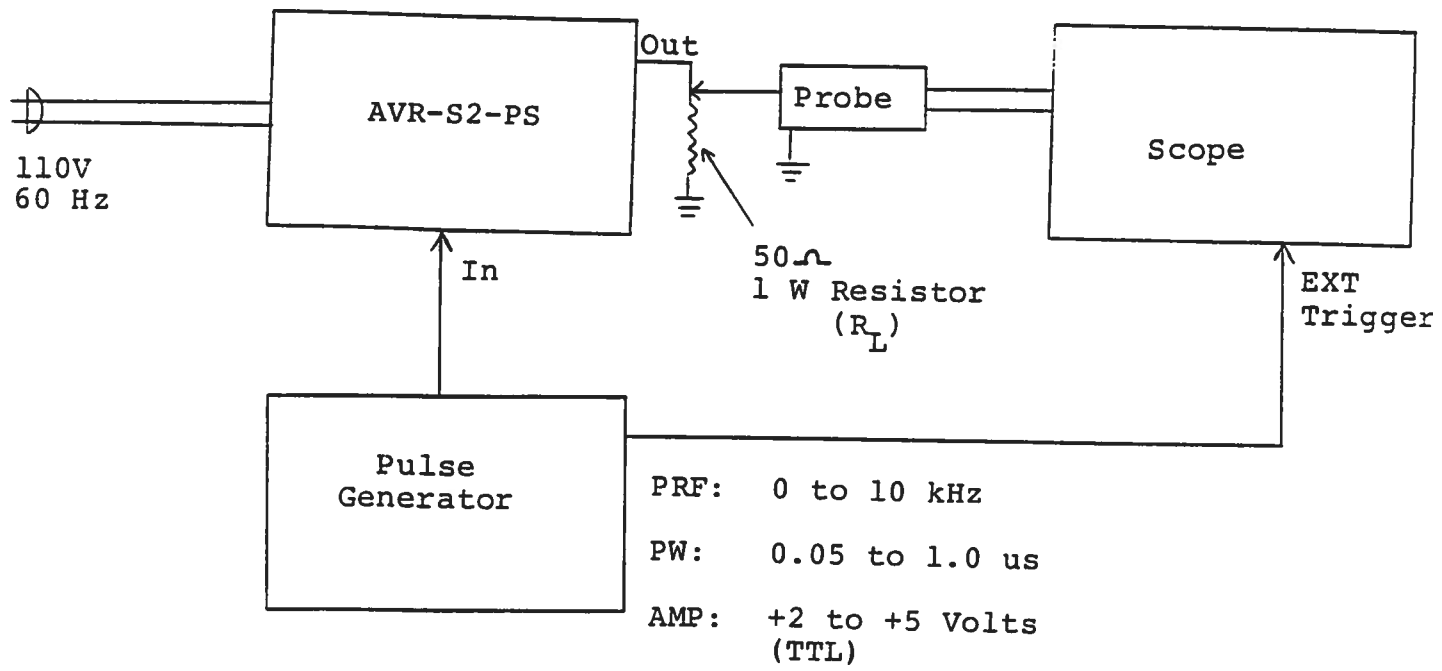 Out
AVR-S2-PS
Probe
Scope
110V
60 Hz
In
50Ω
1 W Resistor
(R_L)
EXT
Trigger
Pulse
Generator
PRF: 0 to 10 kHz
PW: 0.05 to 1.0 us
AMP: +2 to +5 Volts
(TTL)